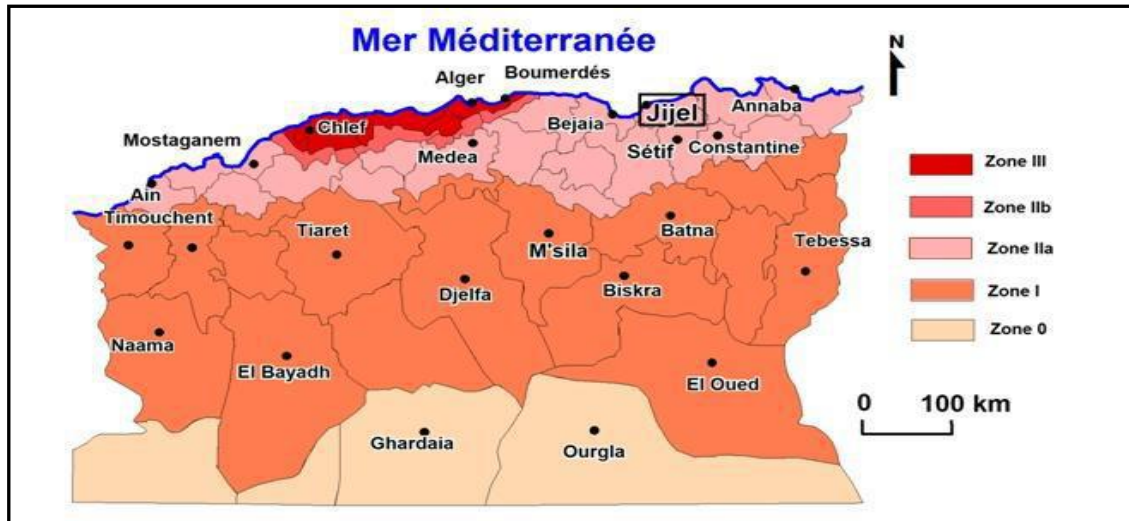 Mer Méditerranée
N
Alger
Boumerdés
Jijel
Annaba
Chlef
Bejaia
Mostaganem
Medea
Sétif
Constantine
Ain
Timouchent
Tiaret
M'sila
Batna
Tebessa
Djelfa
Biskra
Naama
El Bayadh
El Oued
Ghardaia
Ourgla
Zone III
Zone IIb
Zone IIa
Zone I
Zone 0
0 100 km